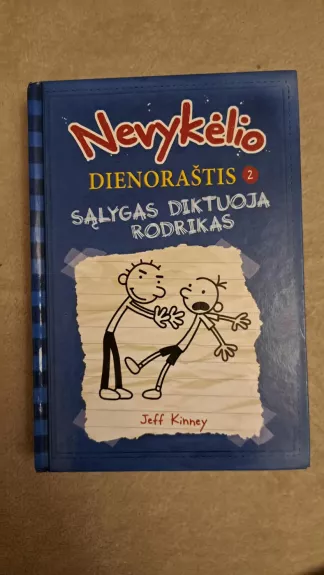 Nevykėlio
DIENORAŠTIS 2
SĄLYGAS DIKTUOJA
RODRIKAS
Jeff Kinney